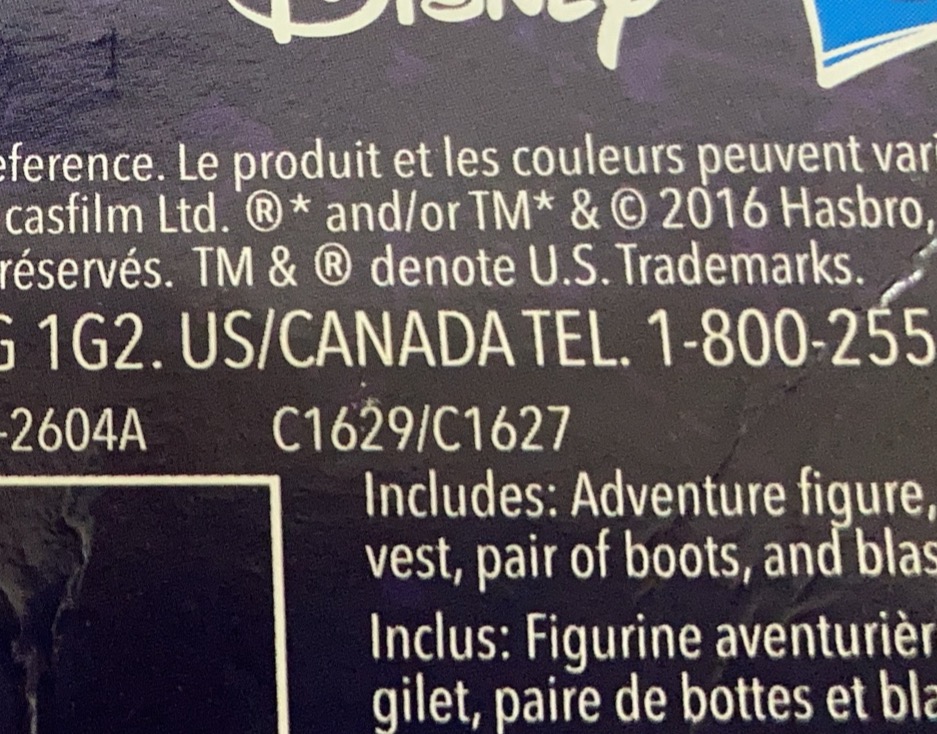 Disney
eference. Le produit et les couleurs peuvent vari
casfilm Ltd. ®* and/or TM* & © 2016 Hasbro,
réservés. TM & ® denote U.S. Trademarks.
G 1G2. US/CANADA TEL. 1-800-255
-2604A C1629/C1627
Includes: Adventure figure,
vest, pair of boots, and blas
Inclus: Figurine aventurièr
gilet, paire de bottes et bla